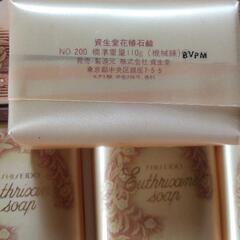 資生堂花椿石鹸
NO.200 標準重量110g(機械練)
発売・製造元 株式会社 資生堂
東京都中央区銀座7-5-5
BVPM
SHISEIDO
Euthrixane
soap
SHISEIDO
Euthrixane
soap